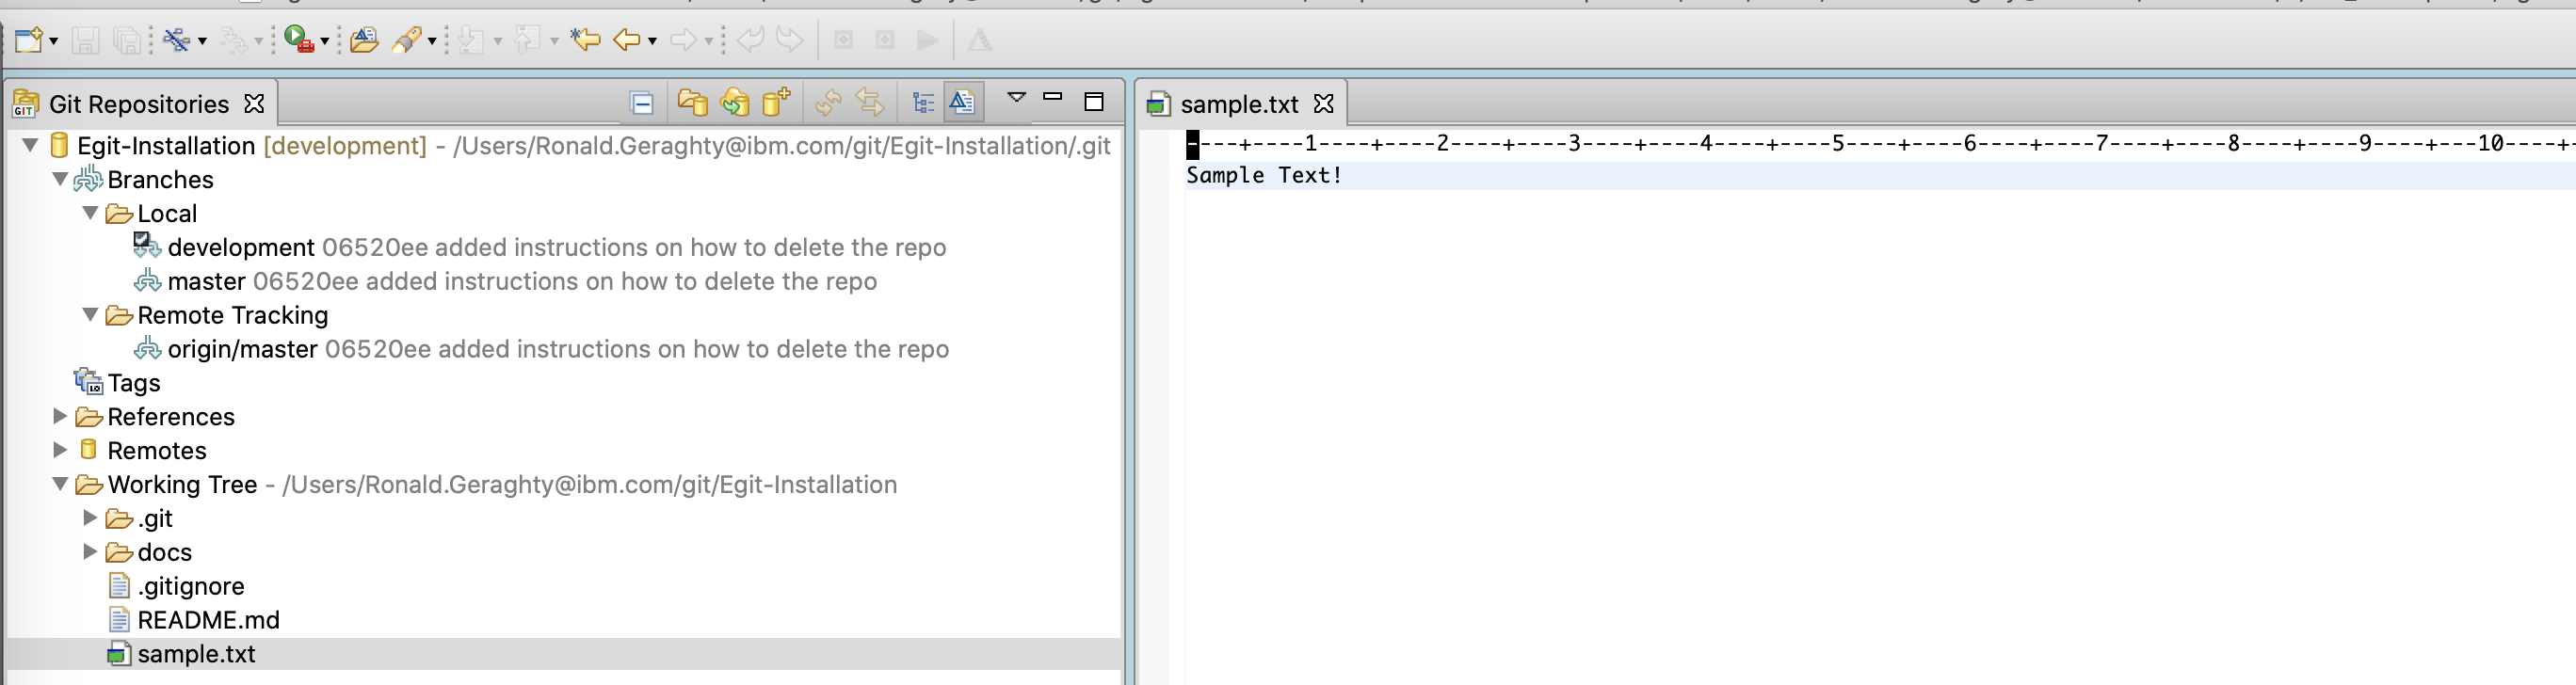 Git Repositories
Egit-Installation [development] - /Users/Ronald.Geraghty@ibm.com/git/Egit-Installation/.git
Branches
Local
development 06520ee added instructions on how to delete the repo
master 06520ee added instructions on how to delete the repo
Remote Tracking
origin/master 06520ee added instructions on how to delete the repo
Tags
References
Remotes
Working Tree - /Users/Ronald.Geraghty@ibm.com/git/Egit-Installation
.git
docs
.gitignore
README.md
sample.txt
sample.txt
----+----1----+----2----+----3----+----4----+----5----+----6----+----7----+----8----+----9----+---10----+-
Sample Text!